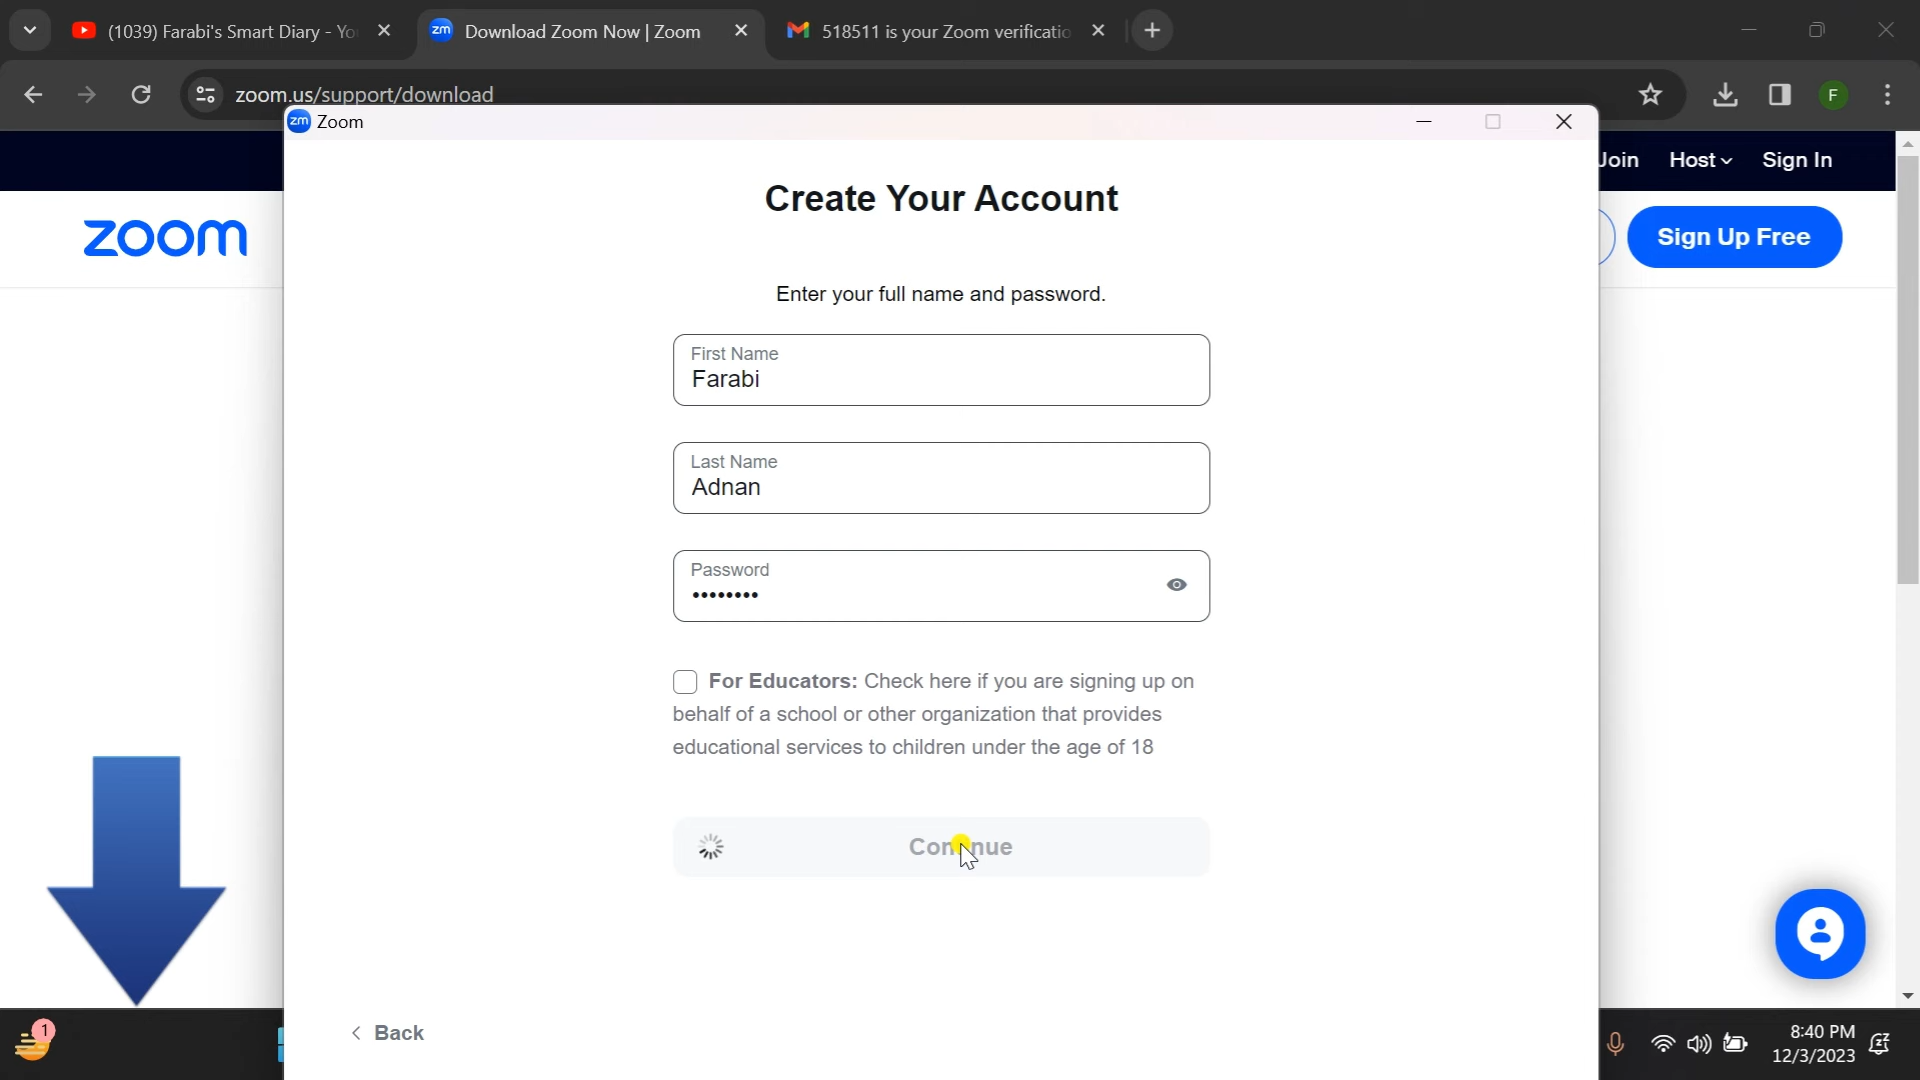 (1039) Farabi's Smart Diary - Yo
zm Download Zoom Now | Zoom
518511 is your Zoom verificatio
zoom.us/support/download
F
zm Zoom
Join Host Sign In
zoom
Sign Up Free
Create Your Account
Enter your full name and password.
First Name
Farabi
Last Name
Adnan
Password
••••••••
For Educators: Check here if you are signing up on
behalf of a school or other organization that provides
educational services to children under the age of 18
Continue
Back
1
8:40 PM
12/3/2023